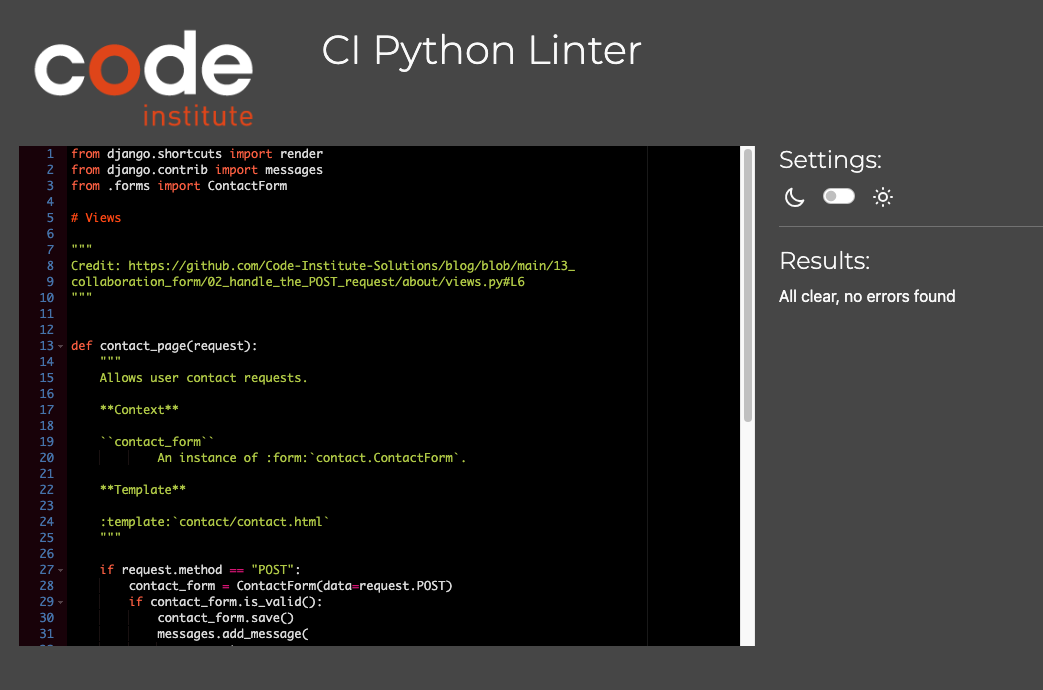 code
institute
CI Python Linter
1 from django.shortcuts import render
2 from django.contrib import messages
3 from .forms import ContactForm
4
5 # Views
6
7 """
8 Credit: https://github.com/Code-Institute-Solutions/blog/blob/main/13_
9 collaboration_form/02_handle_the_POST_request/about/views.py#L6
10 """
11
12
13 def contact_page(request):
14 """
15 Allows user contact requests.
16
17 **Context**
18
19 ``contact_form``
20 An instance of :form:`contact.ContactForm`.
21
22 **Template**
23
24 :template:`contact/contact.html`
25 """
26
27 if request.method == "POST":
28 contact_form = ContactForm(data=request.POST)
29 if contact_form.is_valid():
30 contact_form.save()
31 messages.add_message(
Settings:
Results:
All clear, no errors found